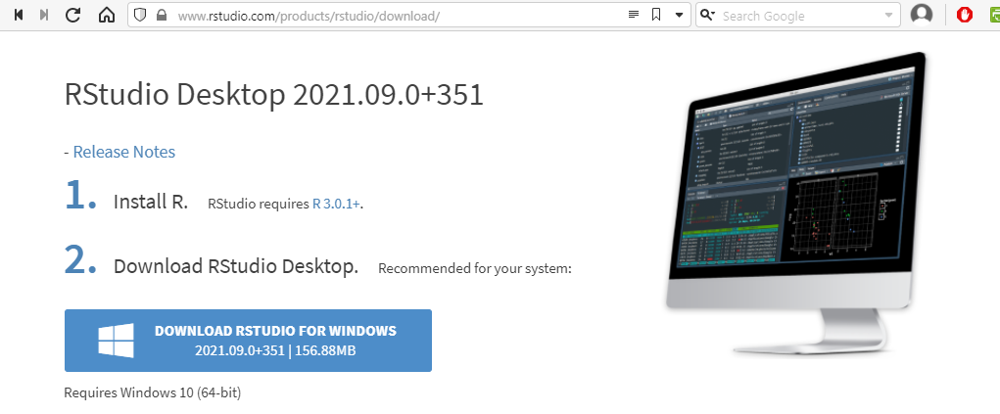 www.rstudio.com/products/rstudio/download/
Search Google
RStudio Desktop 2021.09.0+351
- Release Notes
1. Install R. RStudio requires R 3.0.1+.
2. Download RStudio Desktop. Recommended for your system:
DOWNLOAD RSTUDIO FOR WINDOWS
2021.09.0+351 | 156.88MB
Requires Windows 10 (64-bit)